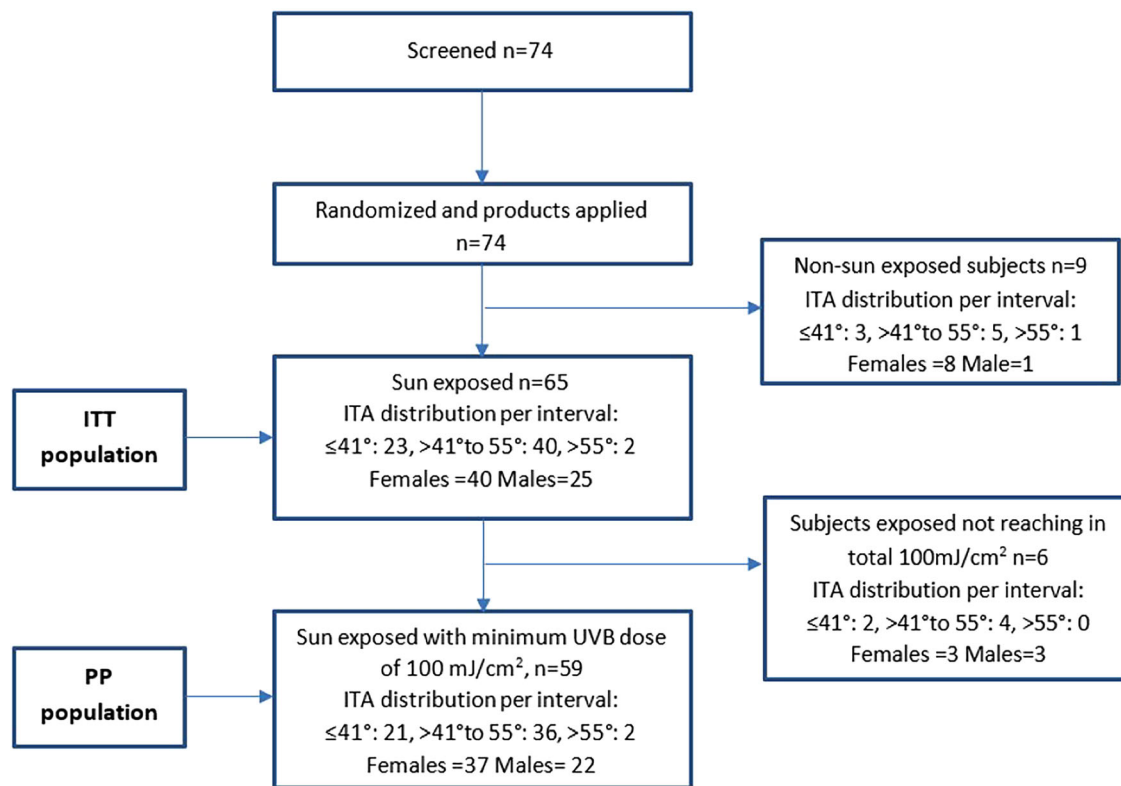 Screened n=74
Randomized and products applied
n=74
Non-sun exposed subjects n=9
ITA distribution per interval:
≤41°: 3, >41°to 55°: 5, >55°: 1
Females =8 Male=1
ITT
population
Sun exposed n=65
ITA distribution per interval:
≤41°: 23, >41°to 55°: 40, >55°: 2
Females =40 Males=25
Subjects exposed not reaching in
total 100mJ/cm² n=6
ITA distribution per interval:
≤41°: 2, >41°to 55°: 4, >55°: 0
Females =3 Males=3
PP
population
Sun exposed with minimum UVB dose
of 100 mJ/cm², n=59
ITA distribution per interval:
≤41°: 21, >41°to 55°: 36, >55°: 2
Females =37 Males= 22